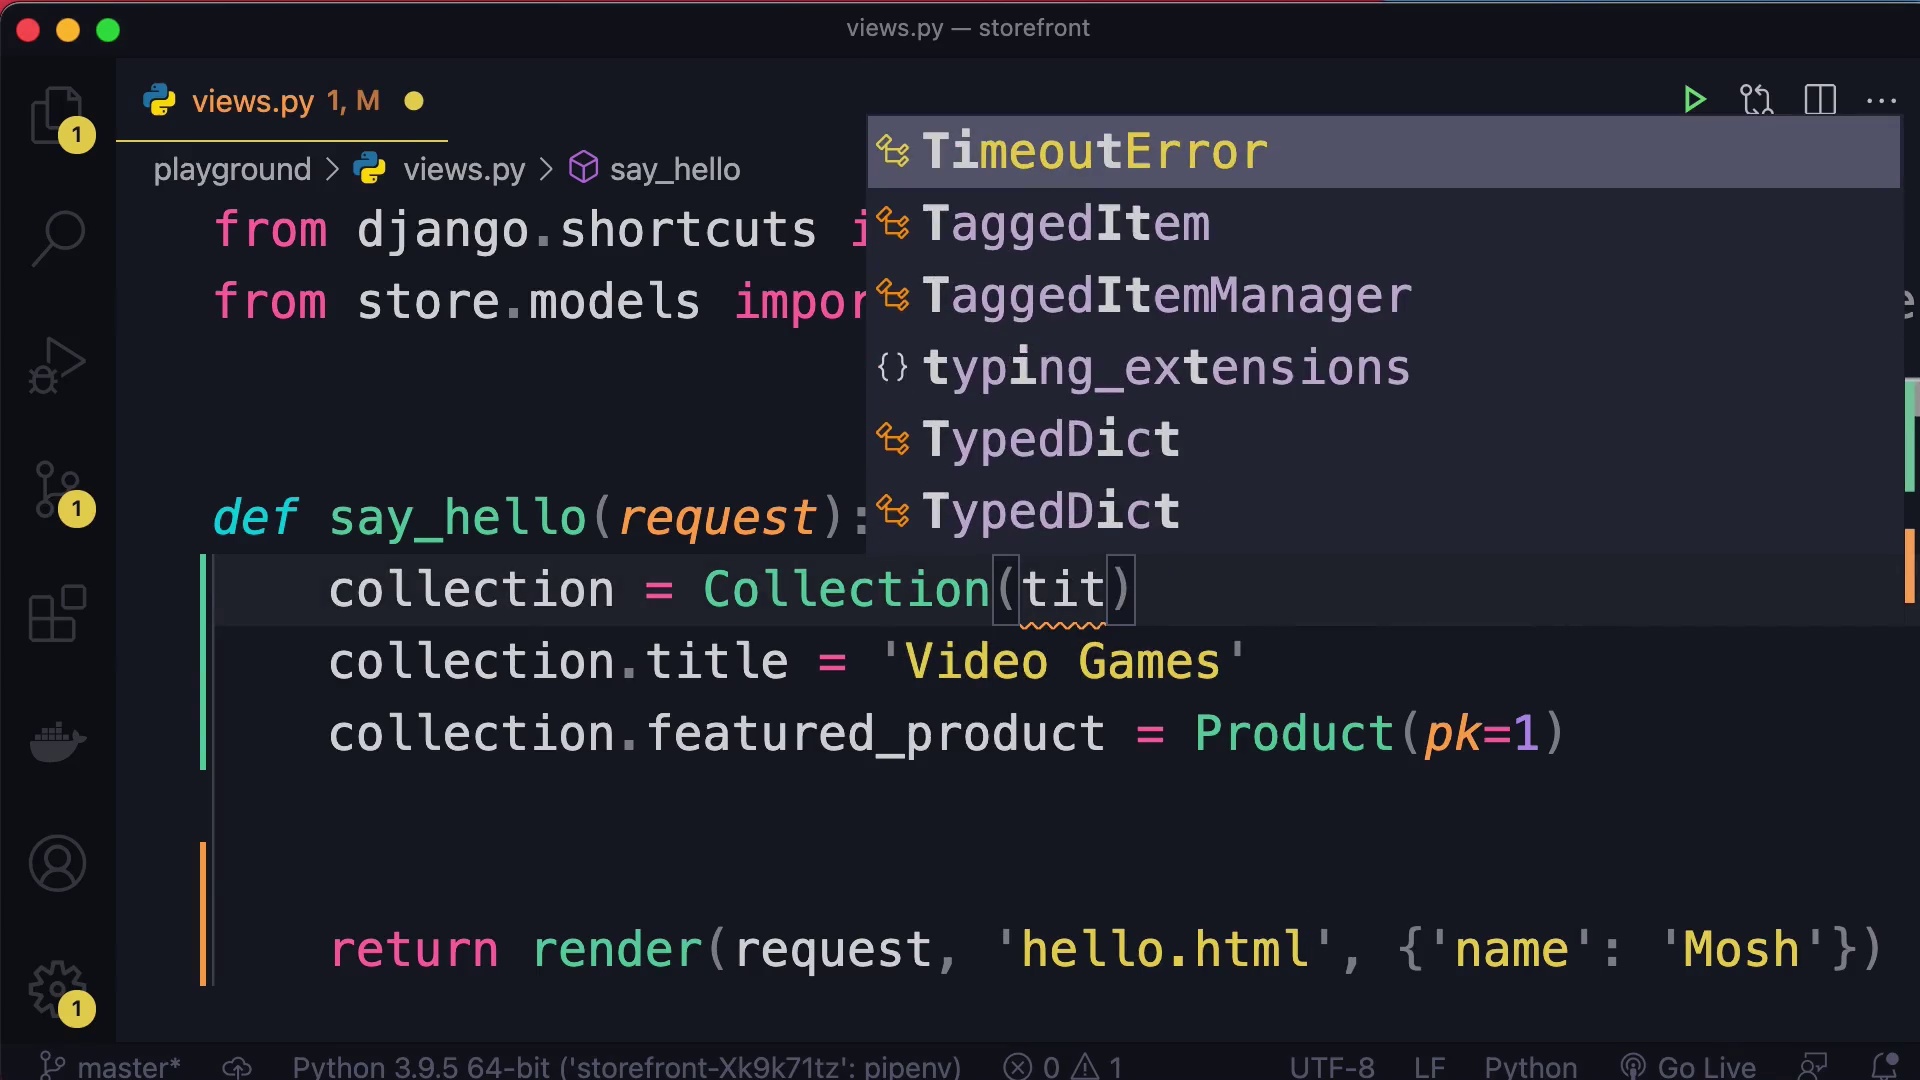 views.py — storefront
views.py 1, M
playground > views.py > say_hello
from django.shortcuts i
from store.models impor
TimeoutError
TaggedItem
TaggedItemManager
typing_extensions
TypedDict
TypedDict
def say_hello(request):
collection = Collection(tit)
collection.title = 'Video Games'
collection.featured_product = Product(pk=1)
return render(request, 'hello.html', {'name': 'Mosh'})
1
1
1
master* Python 3.9.5 64-bit ('storefront-Xk9k71tz': pipenv) 0 1 UTF-8 LF Python Go Live